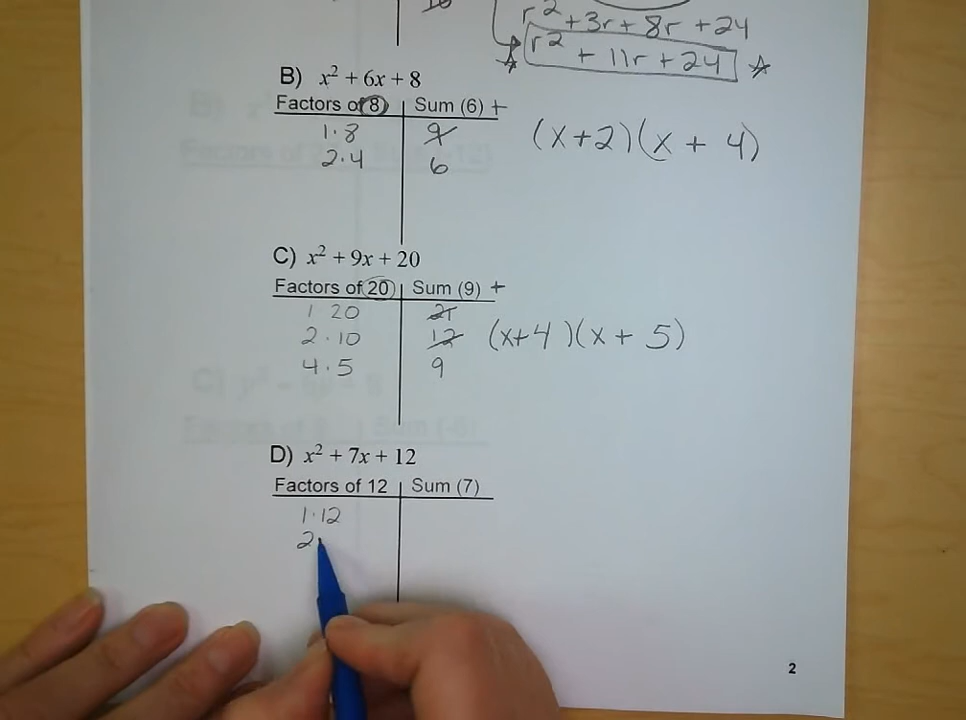 r² + 3r + 8r + 24
r² + 11r + 24
B) x² + 6x + 8
Factors of 8 Sum (6) +
1·8 9
2·4 6
(x+2)(x + 4)
C) x² + 9x + 20
Factors of 20 Sum (9) +
1 20 21
2·10 12
4·5 9
(x+4)(x + 5)
D) x² + 7x + 12
Factors of 12 Sum (7)
1·12
2·
2